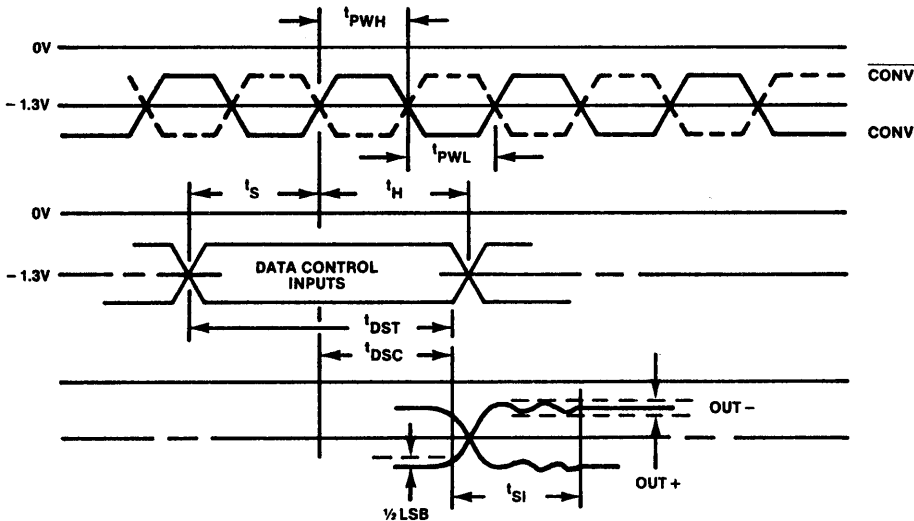 tPWH
0V
CONV
– 1.3V
CONV
tPWL
tS
tH
0V
– 1.3V
DATA CONTROL
INPUTS
tDST
tDSC
OUT –
OUT +
tSI
½ LSB